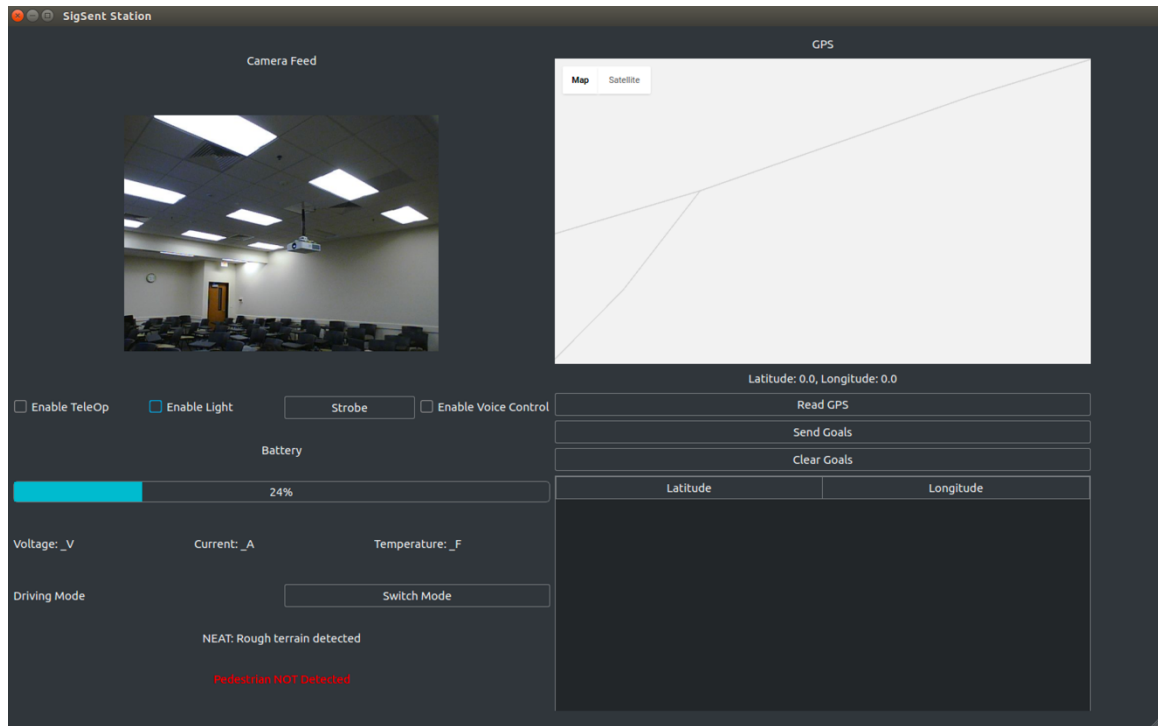 SigSent Station
Camera Feed
GPS
Map Satellite
Latitude: 0.0, Longitude: 0.0
Enable TeleOp Enable Light Strobe Enable Voice Control
Read GPS
Send Goals
Clear Goals
Battery
24%
Latitude Longitude
Voltage: _V Current: _A Temperature: _F
Driving Mode Switch Mode
NEAT: Rough terrain detected
Pedestrian NOT Detected